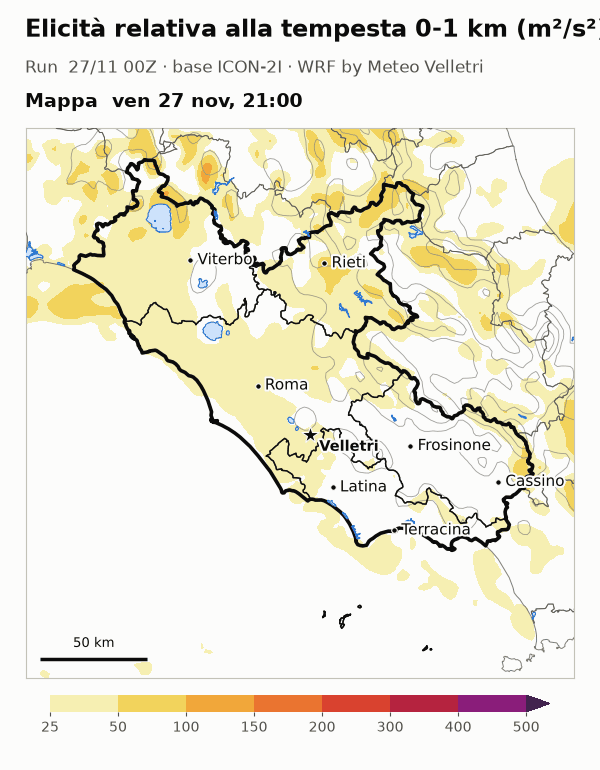 Elicità relativa alla tempesta 0-1 km (m²/s²)
Run 27/11 00Z · base ICON-2I · WRF by Meteo Velletri
Mappa ven 27 nov, 21:00
Viterbo
Rieti
Roma
Velletri
Frosinone
Cassino
Latina
Terracina
50 km
25 50 100 150 200 300 400 500